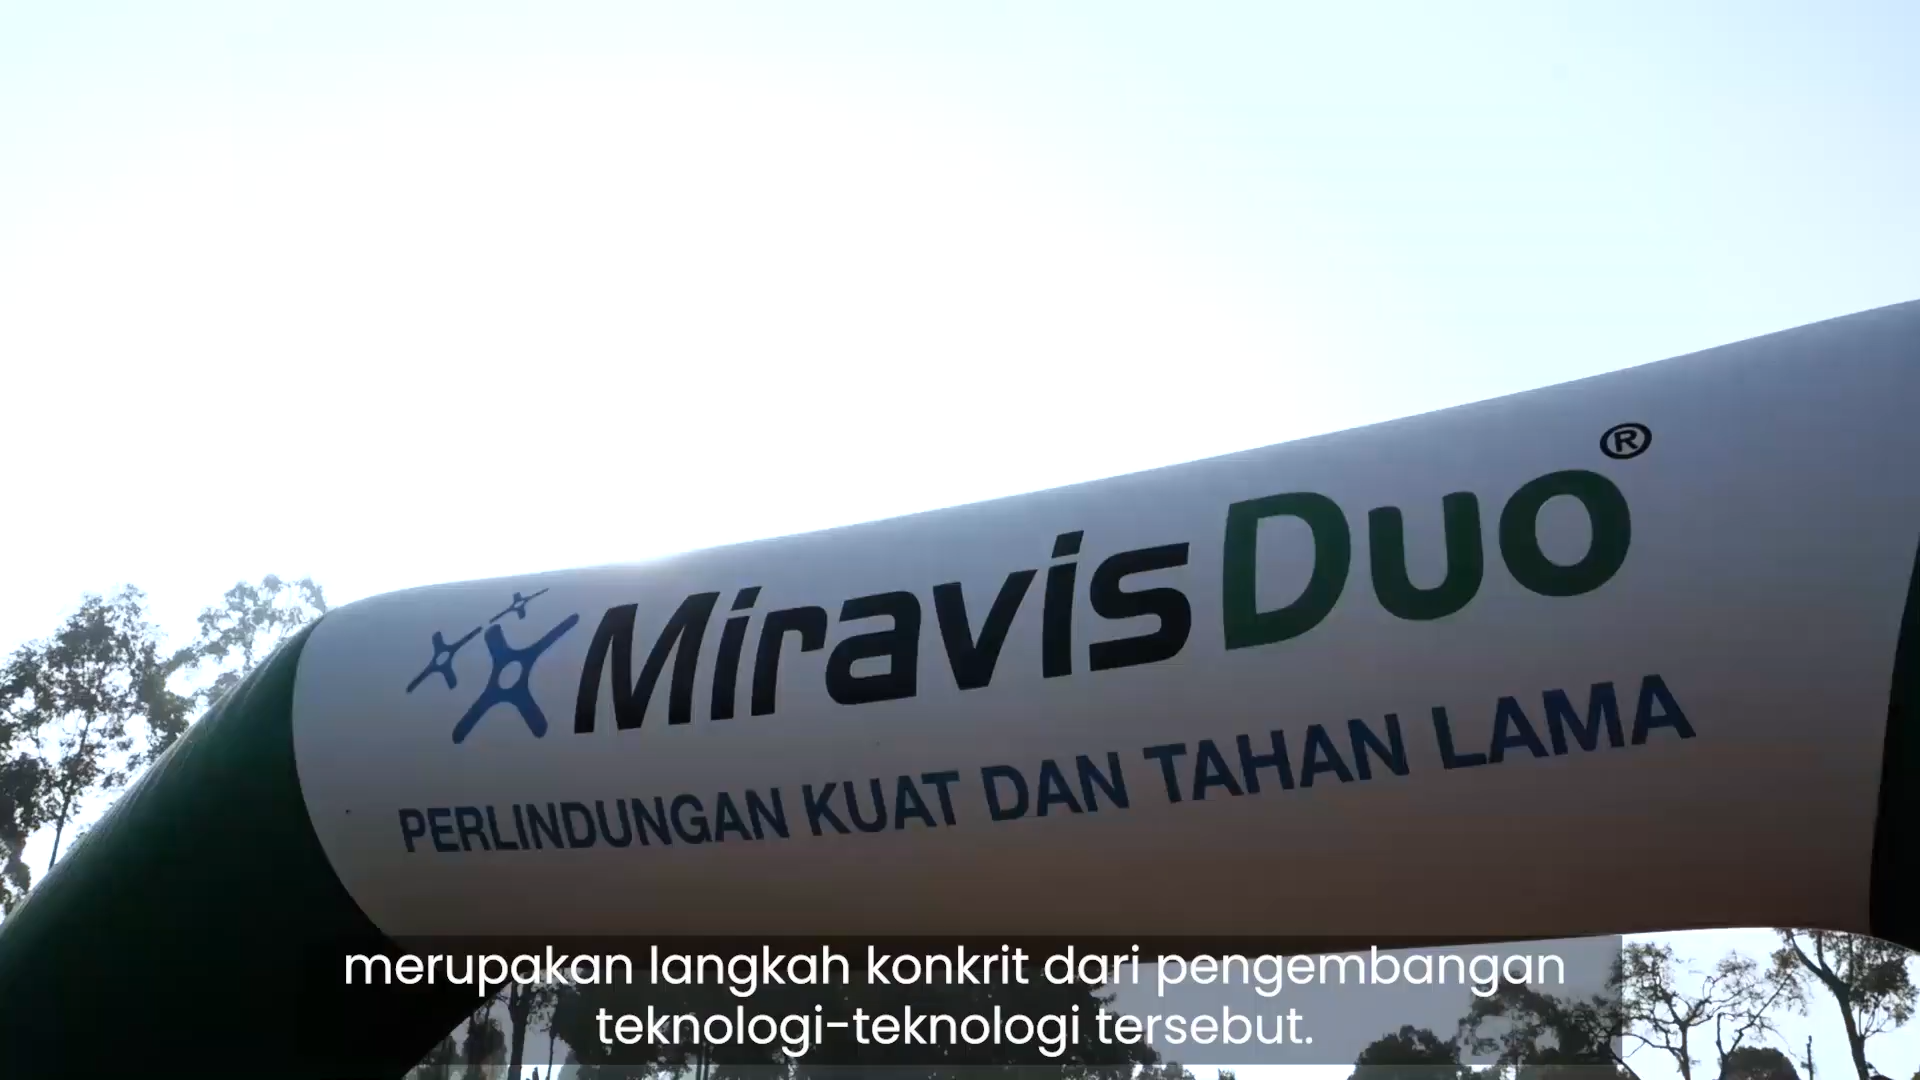 MiravisDuo®
PERLINDUNGAN KUAT DAN TAHAN LAMA
merupakan langkah konkrit dari pengembangan
teknologi-teknologi tersebut.